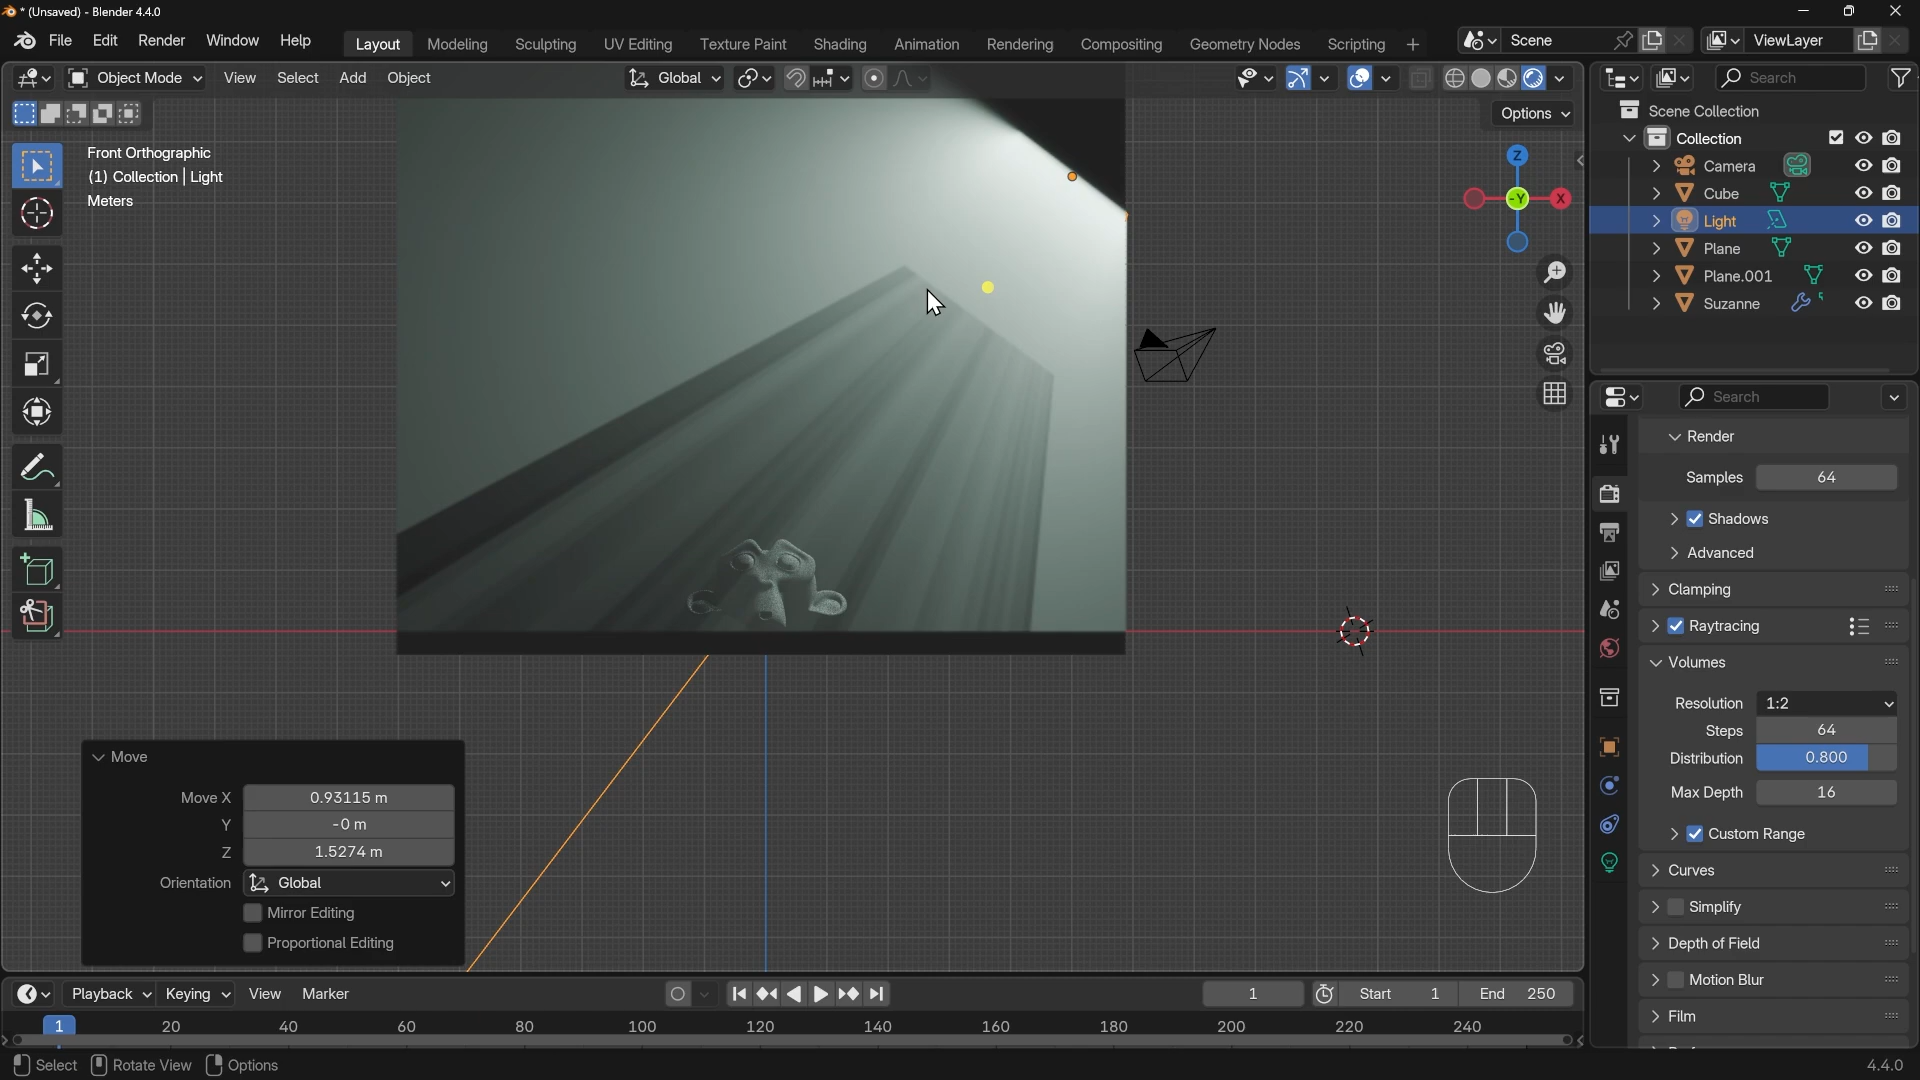 * (Unsaved) - Blender 4.4.0
File Edit Render Window Help
Layout Modeling Sculpting UV Editing Texture Paint Shading Animation Rendering Compositing Geometry Nodes Scripting +
Scene
ViewLayer
Object Mode View Select Add Object
Global
Options
Front Orthographic
(1) Collection | Light
Meters
Z
-Y
X
Search
Scene Collection
Collection
Camera
Cube
Light
Plane
Plane.001
Suzanne
Search
Render
Samples 64
Shadows
Advanced
Clamping
Raytracing
Volumes
Resolution 1:2
Steps 64
Distribution 0.800
Max Depth 16
Custom Range
Curves
Simplify
Depth of Field
Motion Blur
Film
Move
Move X 0.93115 m
Y -0 m
Z 1.5274 m
Orientation Global
Mirror Editing
Proportional Editing
Playback Keying View Marker
1 Start 1 End 250
1 20 40 60 80 100 120 140 160 180 200 220 240
Select Rotate View Options
4.4.0